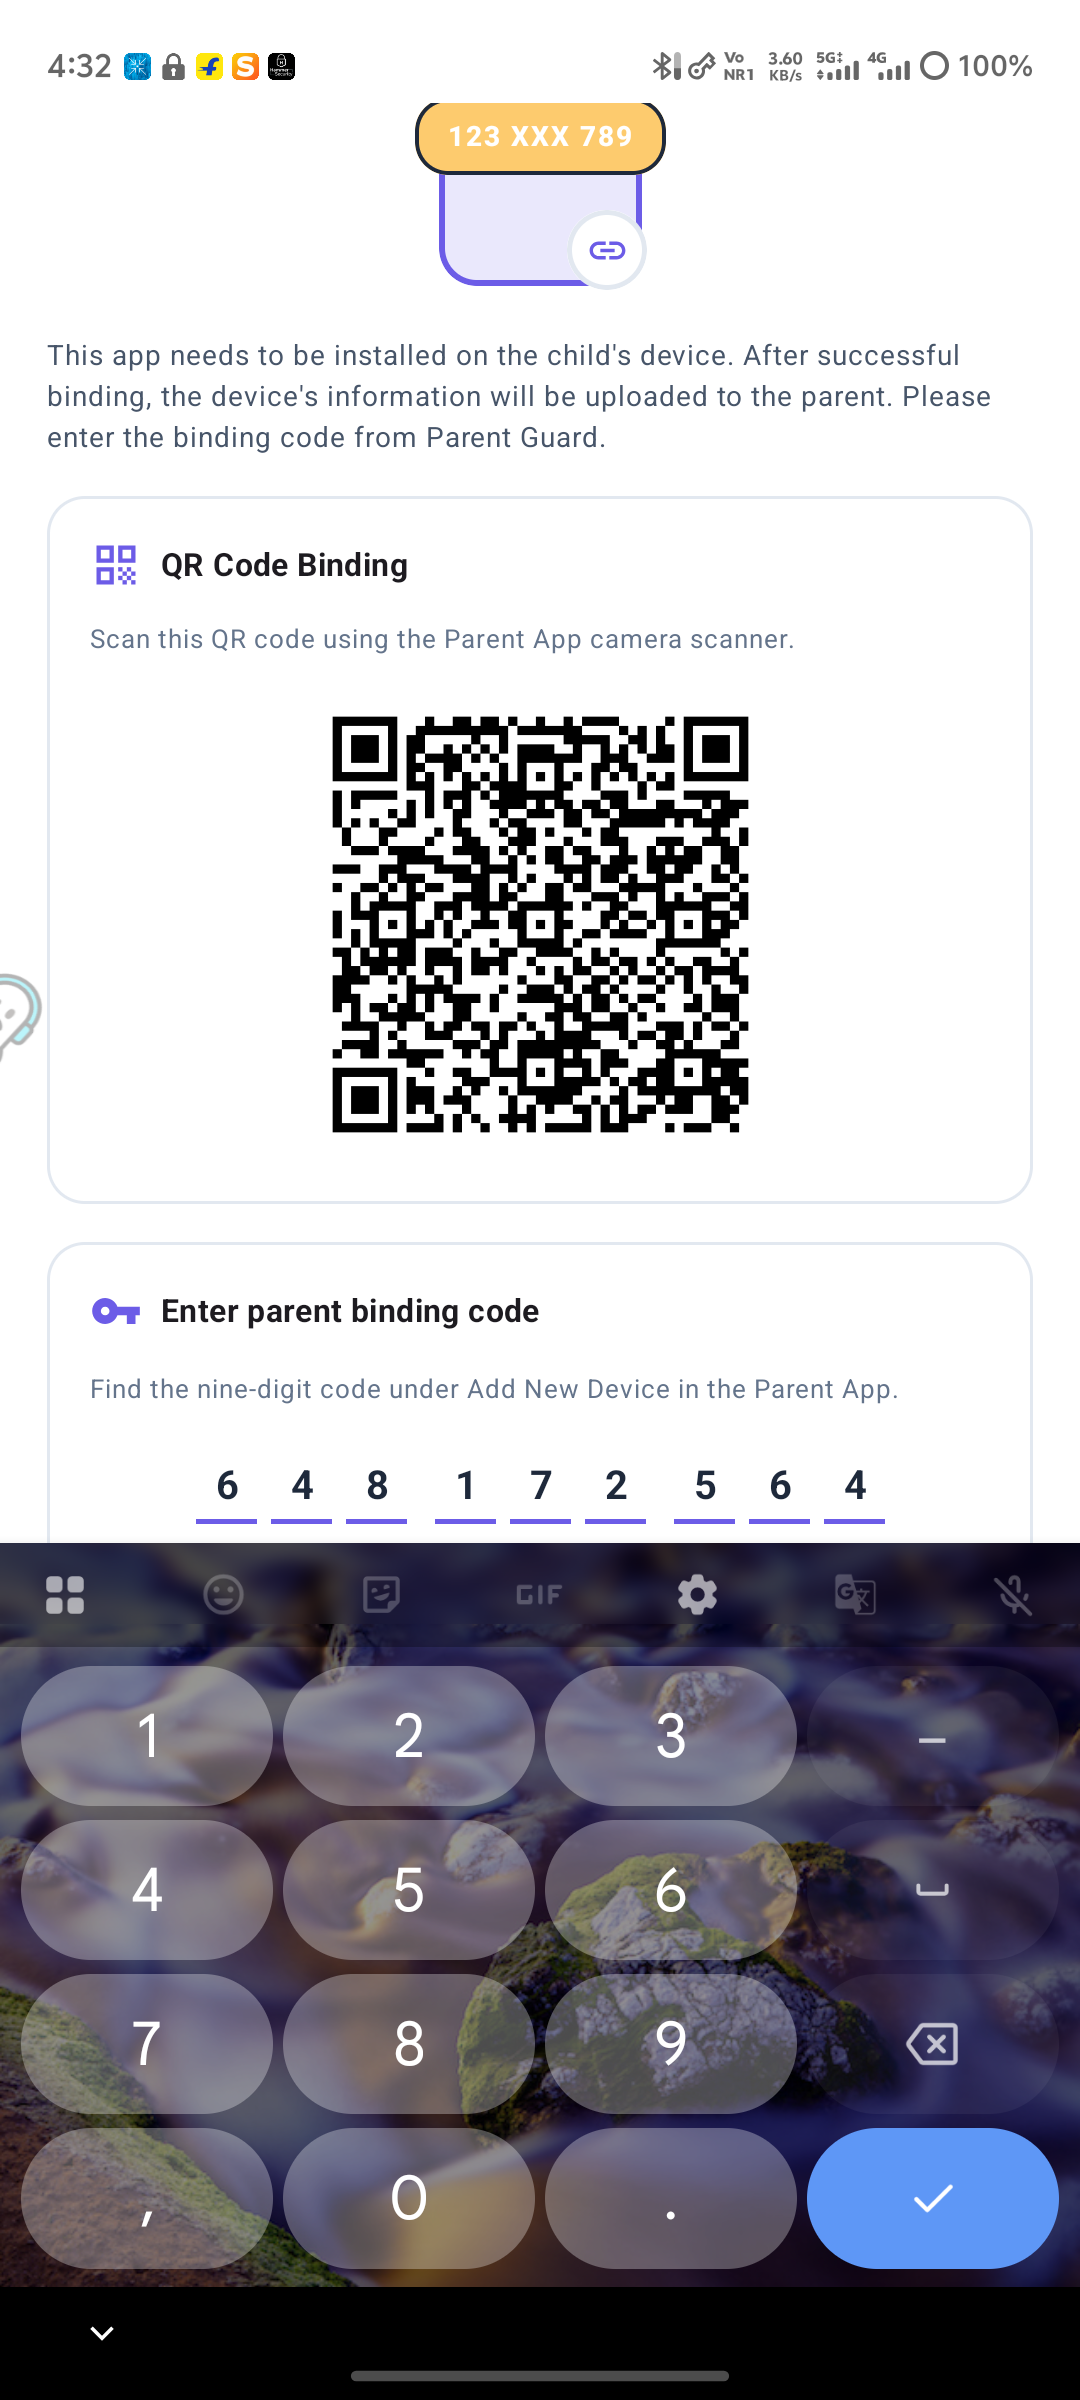 4:32
Vo NR1 3.60 KB/s 5G 4G 100%
123 XXX 789
This app needs to be installed on the child's device. After successful
binding, the device's information will be uploaded to the parent. Please
enter the binding code from Parent Guard.
QR Code Binding
Scan this QR code using the Parent App camera scanner.
Enter parent binding code
Find the nine-digit code under Add New Device in the Parent App.
6 4 8 1 7 2 5 6 4
GIF
1 2 3 –
4 5 6
7 8 9
, 0 .